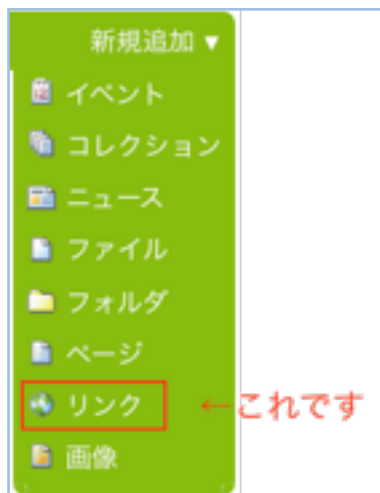 新規追加 ▼
イベント
コレクション
ニュース
ファイル
フォルダ
ページ
リンク ←これです
画像